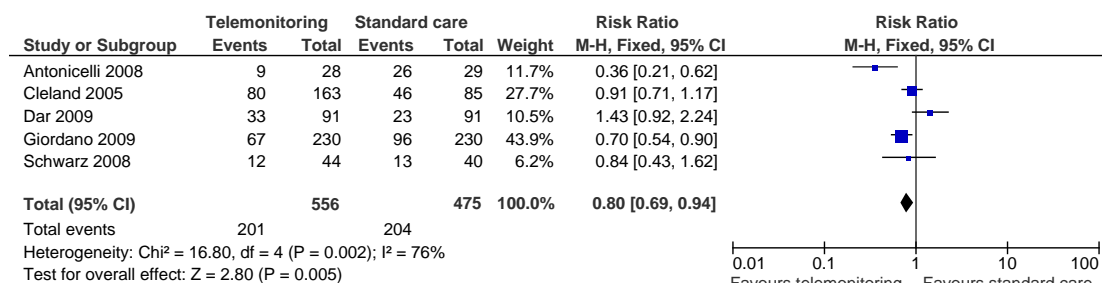 Telemonitoring Standard care Risk Ratio Risk Ratio
Study or Subgroup Events Total Events Total Weight M-H, Fixed, 95% CI M-H, Fixed, 95% CI
Antonicelli 2008 9 28 26 29 11.7% 0.36 [0.21, 0.62]
Cleland 2005 80 163 46 85 27.7% 0.91 [0.71, 1.17]
Dar 2009 33 91 23 91 10.5% 1.43 [0.92, 2.24]
Giordano 2009 67 230 96 230 43.9% 0.70 [0.54, 0.90]
Schwarz 2008 12 44 13 40 6.2% 0.84 [0.43, 1.62]
Total (95% CI) 556 475 100.0% 0.80 [0.69, 0.94]
Total events 201 204
Heterogeneity: Chi² = 16.80, df = 4 (P = 0.002); I² = 76%
Test for overall effect: Z = 2.80 (P = 0.005)
0.01 0.1 1 10 100
Favours telemonitoring Favours standard care